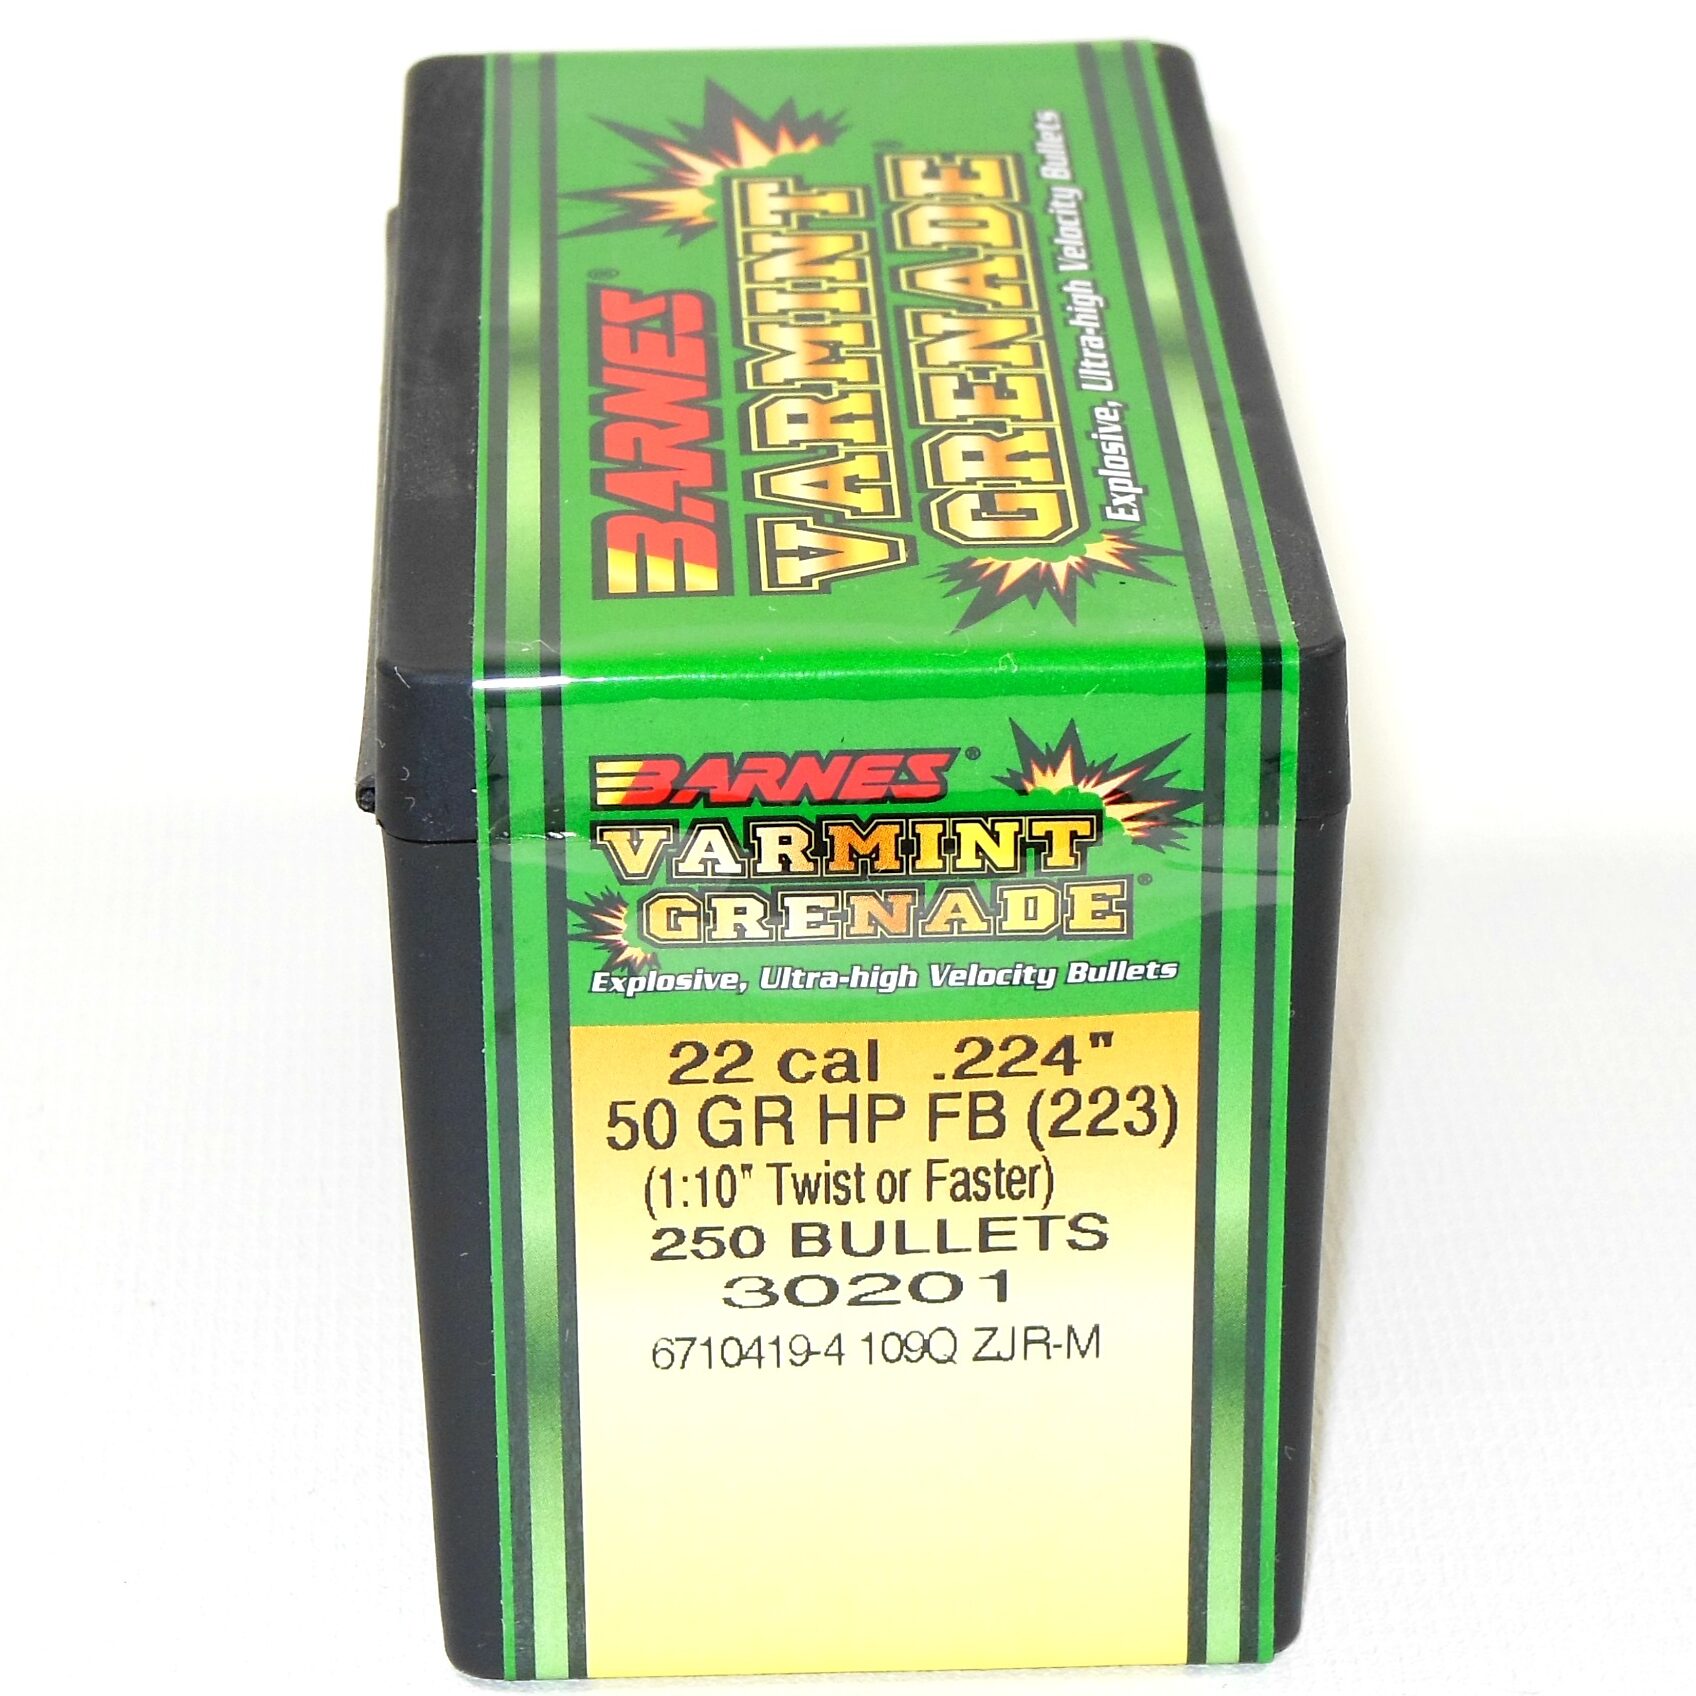 BARNES®
VARMINT
GRENADE®
Explosive, Ultra-high Velocity Bullets
BARNES®
VARMINT
GRENADE®
Explosive, Ultra-high Velocity Bullets
22 cal .224"
50 GR HP FB (223)
(1:10" Twist or Faster)
250 BULLETS
30201
6710419-4 109Q ZJR-M